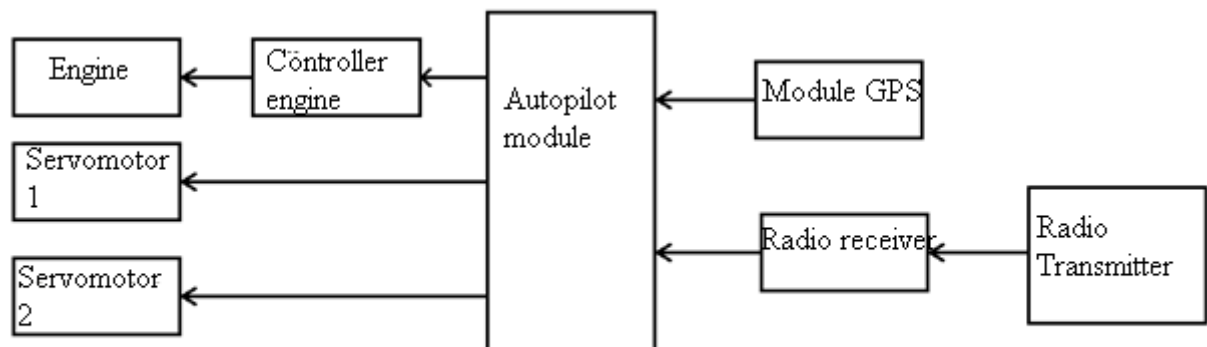 Engine
Cöntroller
engine
Autopilot
module
Module GPS
Servomotor
1
Radio receiver
Radio
Transmitter
Servomotor
2